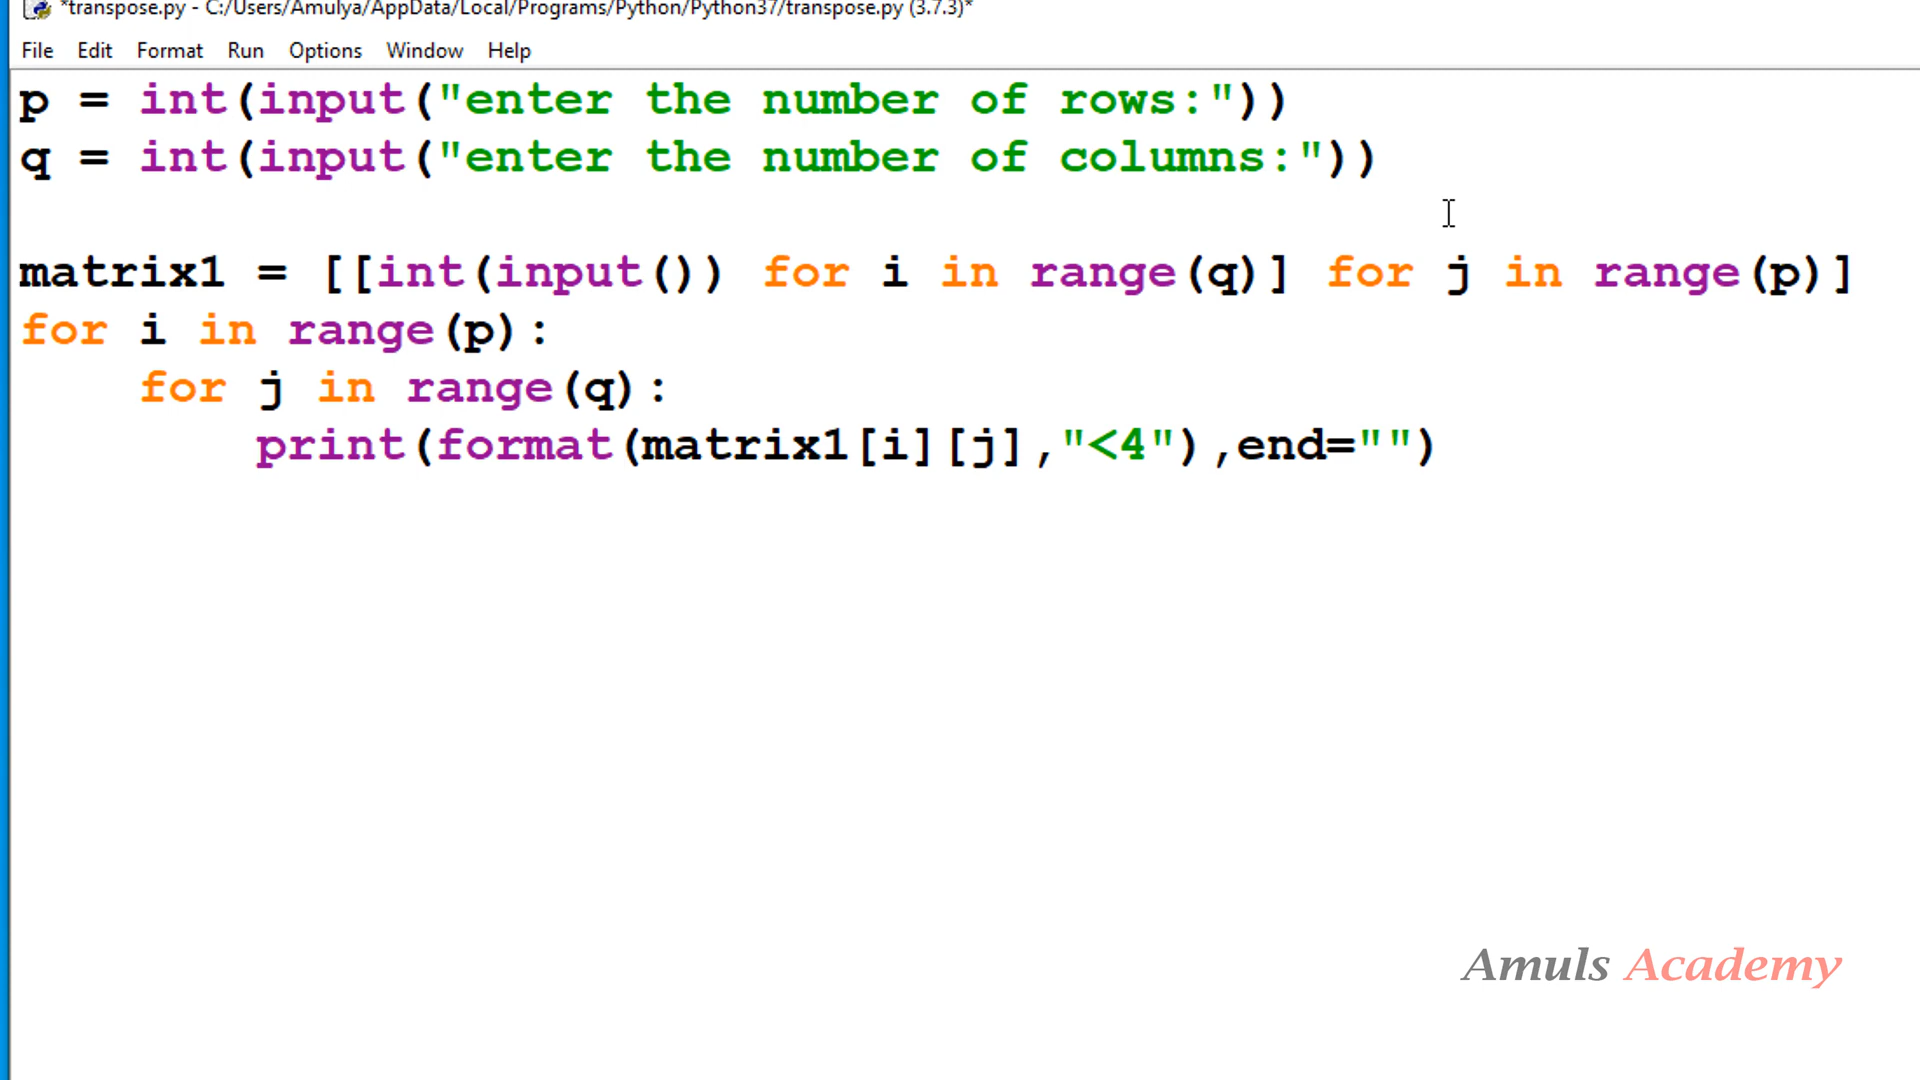 *transpose.py - C:/Users/Amulya/AppData/Local/Programs/Python/Python37/transpose.py (3.7.3)*
File Edit Format Run Options Window Help
p = int(input("enter the number of rows:"))
q = int(input("enter the number of columns:"))
matrix1 = [[int(input()) for i in range(q)] for j in range(p)]
for i in range(p):
    for j in range(q):
        print(format(matrix1[i][j],"<4"),end="")
Amuls Academy